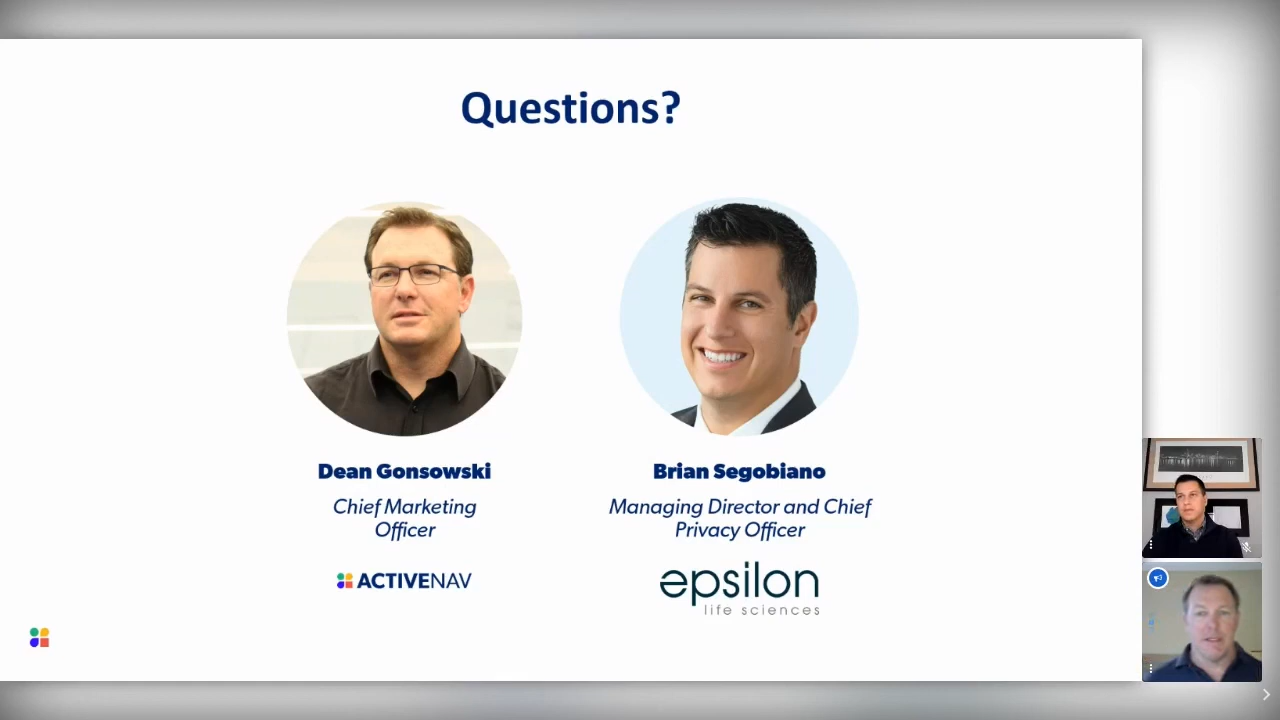 Questions?
Dean Gonsowski
Chief Marketing
Officer
ACTIVENAV
Brian Segobiano
Managing Director and Chief
Privacy Officer
epsilon
life sciences